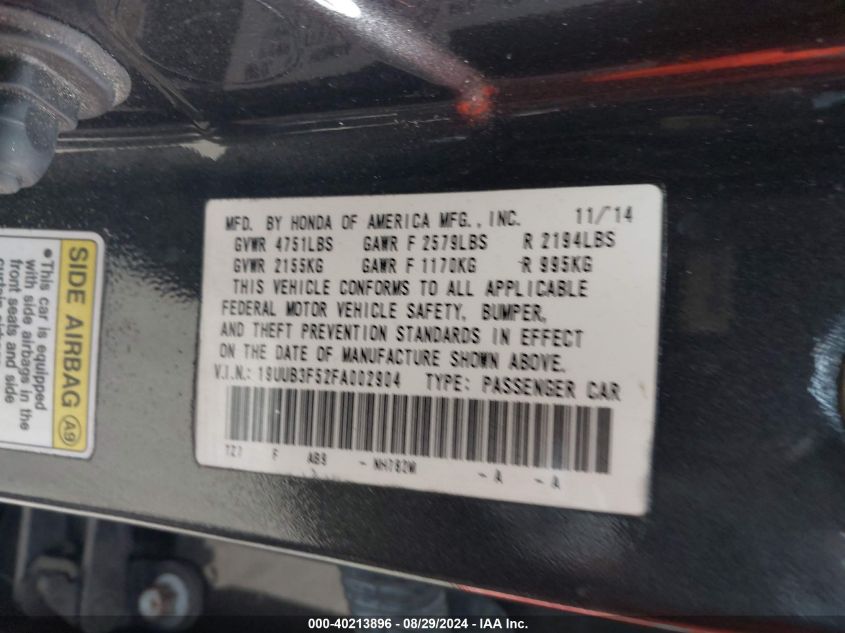 MFD. BY HONDA OF AMERICA MFG., INC. 11/14
GVWR 4751LBS GAWR F 2579LBS R 2194LBS
GVWR 2155KG GAWR F 1170KG R 995KG
THIS VEHICLE CONFORMS TO ALL APPLICABLE
FEDERAL MOTOR VEHICLE SAFETY, BUMPER,
AND THEFT PREVENTION STANDARDS IN EFFECT
ON THE DATE OF MANUFACTURE SHOWN ABOVE.
V.I.N.: 19UUB3F52FA002904 TYPE: PASSENGER CAR
F - NH782M - A - A
SIDE AIRBAG A9
•This car is equipped
with side airbags in the
front seats and side
000-40213896 - 08/29/2024 - IAA Inc.